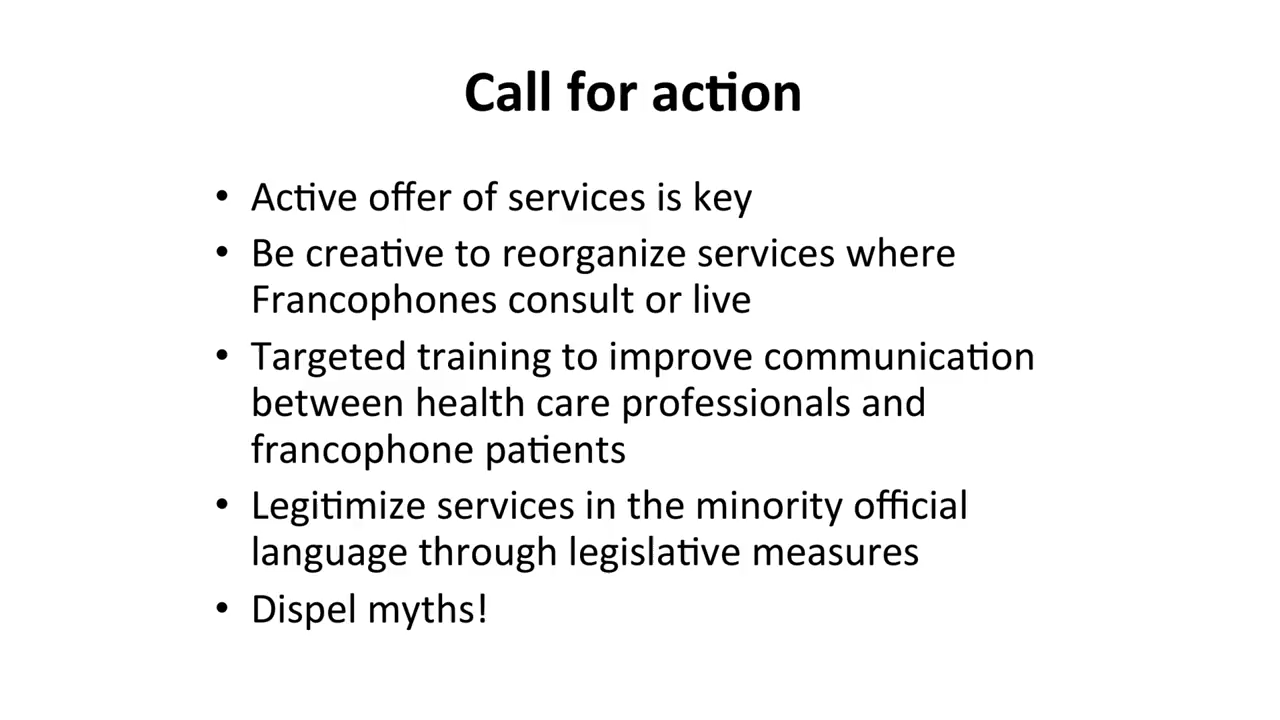 Call for action
• Active offer of services is key
• Be creative to reorganize services where
Francophones consult or live
• Targeted training to improve communication
between health care professionals and
francophone patients
• Legitimize services in the minority official
language through legislative measures
• Dispel myths!